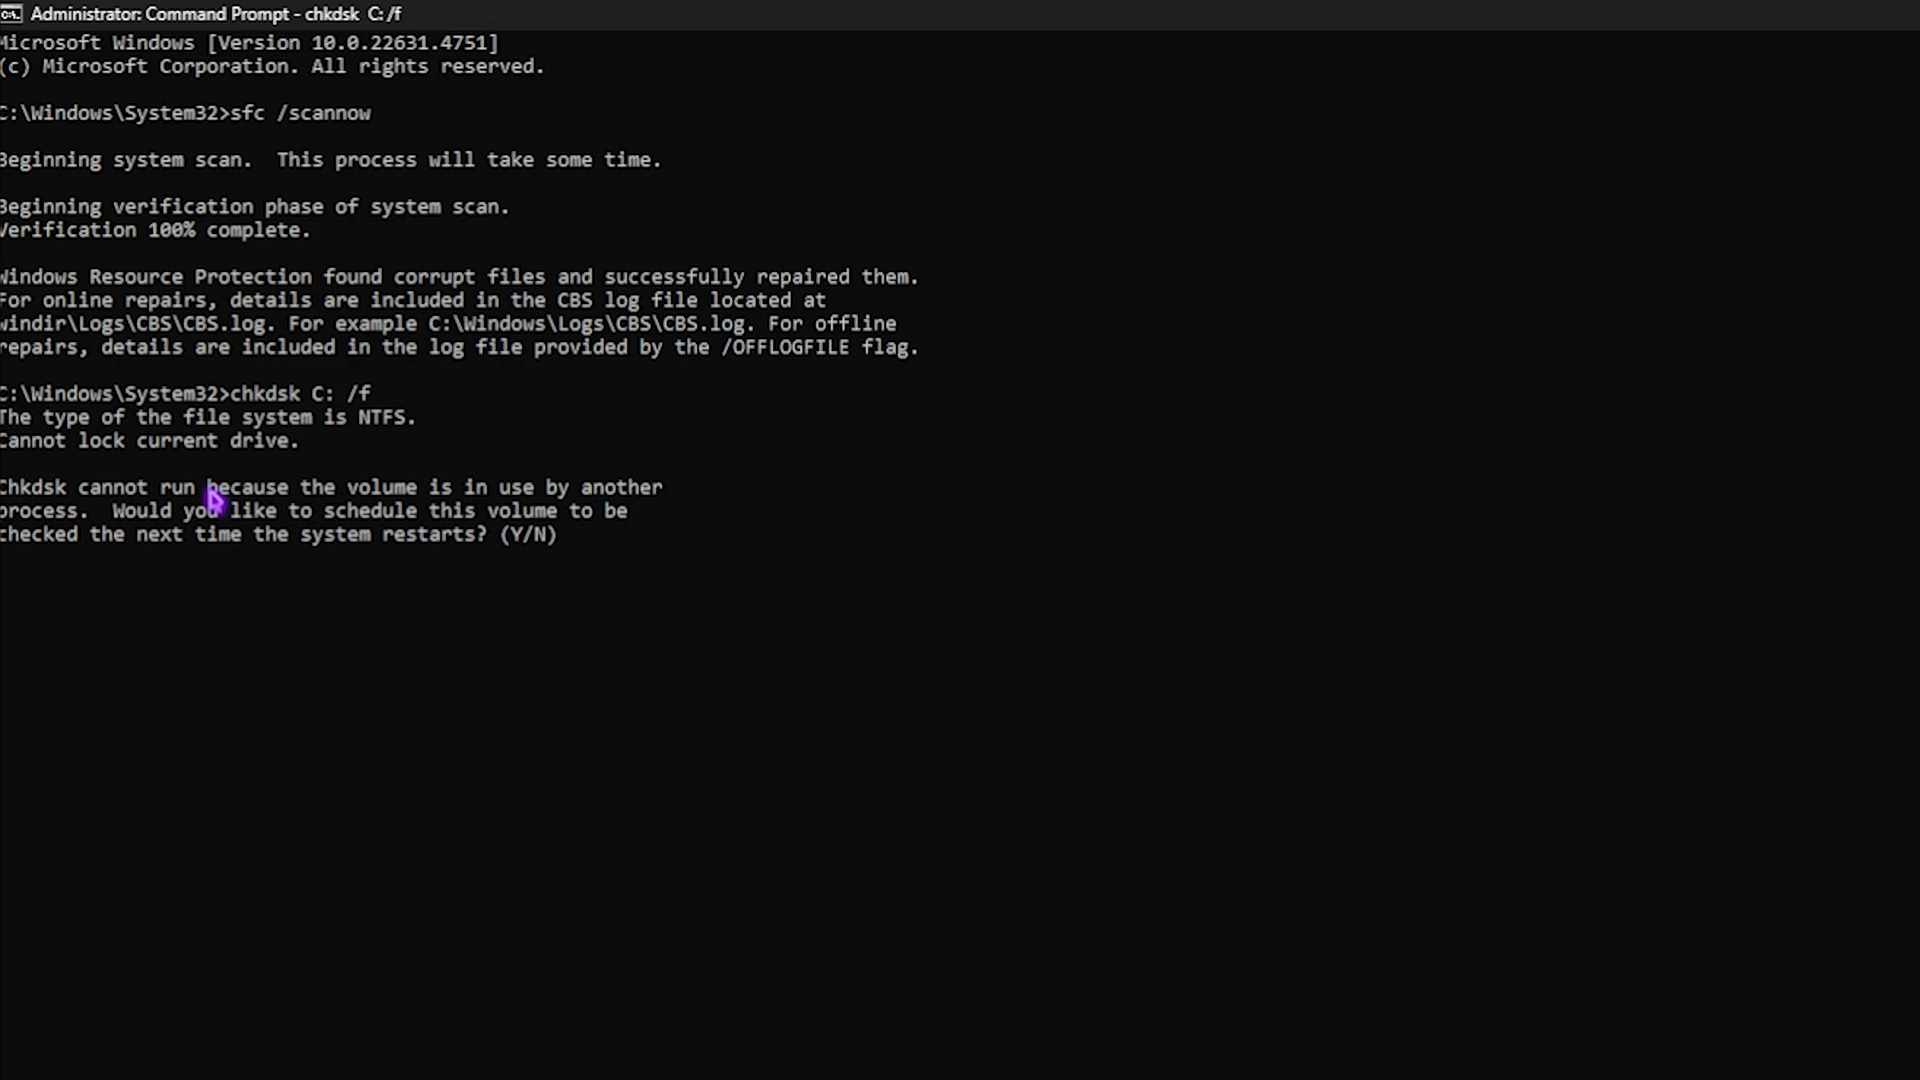 Administrator: Command Prompt - chkdsk C: /f
Microsoft Windows [Version 10.0.22631.4751]
(c) Microsoft Corporation. All rights reserved.
C:\Windows\System32>sfc /scannow
Beginning system scan. This process will take some time.
Beginning verification phase of system scan.
Verification 100% complete.
Windows Resource Protection found corrupt files and successfully repaired them.
For online repairs, details are included in the CBS log file located at
windir\Logs\CBS\CBS.log. For example C:\Windows\Logs\CBS\CBS.log. For offline
repairs, details are included in the log file provided by the /OFFLOGFILE flag.
C:\Windows\System32>chkdsk C: /f
The type of the file system is NTFS.
Cannot lock current drive.
Chkdsk cannot run because the volume is in use by another
process. Would you like to schedule this volume to be
checked the next time the system restarts? (Y/N)